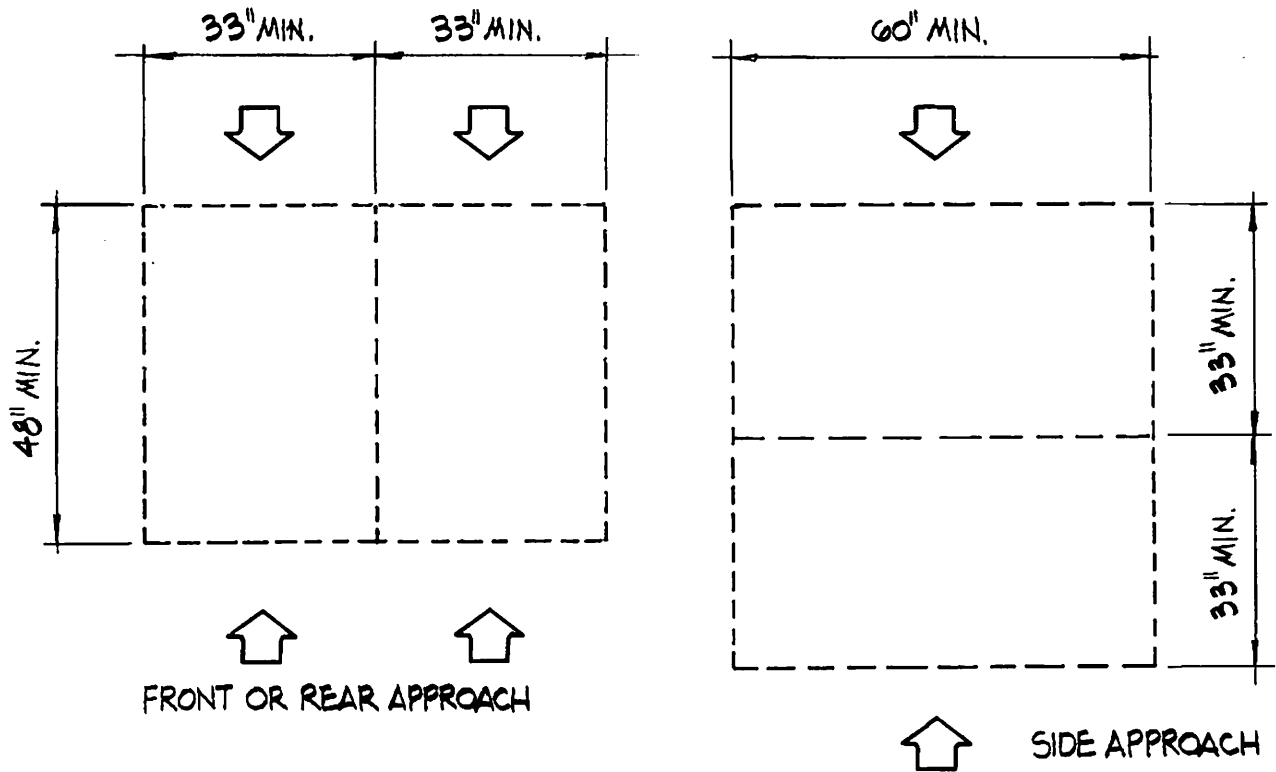 33" MIN.
33" MIN.
60" MIN.
48" MIN.
33" MIN.
33" MIN.
FRONT OR REAR APPROACH
SIDE APPROACH